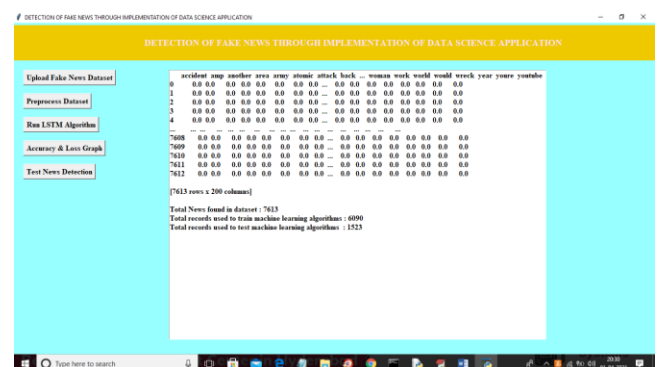 DETECTION OF FAKE NEWS THROUGH IMPLEMENTATION OF DATA SCIENCE APPLICATION
DETECTION OF FAKE NEWS THROUGH IMPLEMENTATION OF DATA SCIENCE APPLICATION
Upload Fake News Dataset
Preprocess Dataset
Run LSTM Algorithm
Accuracy & Loss Graph
Test News Detection
accident amp another area army atomic attack back ... woman work world would wreck year youre youtube
0 0.0 0.0 0.0 0.0 0.0 0.0 0.0 0.0 ... 0.0 0.0 0.0 0.0 0.0 0.0 0.0 0.0
1 0.0 0.0 0.0 0.0 0.0 0.0 0.0 0.0 ... 0.0 0.0 0.0 0.0 0.0 0.0 0.0 0.0
2 0.0 0.0 0.0 0.0 0.0 0.0 0.0 0.0 ... 0.0 0.0 0.0 0.0 0.0 0.0 0.0 0.0
3 0.0 0.0 0.0 0.0 0.0 0.0 0.0 0.0 ... 0.0 0.0 0.0 0.0 0.0 0.0 0.0 0.0
4 0.0 0.0 0.0 0.0 0.0 0.0 0.0 0.0 ... 0.0 0.0 0.0 0.0 0.0 0.0 0.0 0.0
... ... ... ... ... ... ... ... ... ... ... ... ... ... ... ... ... ...
7608 0.0 0.0 0.0 0.0 0.0 0.0 0.0 0.0 ... 0.0 0.0 0.0 0.0 0.0 0.0 0.0 0.0
7609 0.0 0.0 0.0 0.0 0.0 0.0 0.0 0.0 ... 0.0 0.0 0.0 0.0 0.0 0.0 0.0 0.0
7610 0.0 0.0 0.0 0.0 0.0 0.0 0.0 0.0 ... 0.0 0.0 0.0 0.0 0.0 0.0 0.0 0.0
7611 0.0 0.0 0.0 0.0 0.0 0.0 0.0 0.0 ... 0.0 0.0 0.0 0.0 0.0 0.0 0.0 0.0
7612 0.0 0.0 0.0 0.0 0.0 0.0 0.0 0.0 ... 0.0 0.0 0.0 0.0 0.0 0.0 0.0 0.0
[7613 rows x 200 columns]
Total News found in dataset : 7613
Total records used to train machine learning algorithms : 6090
Total records used to test machine learning algorithms : 1523
Type here to search
20:30